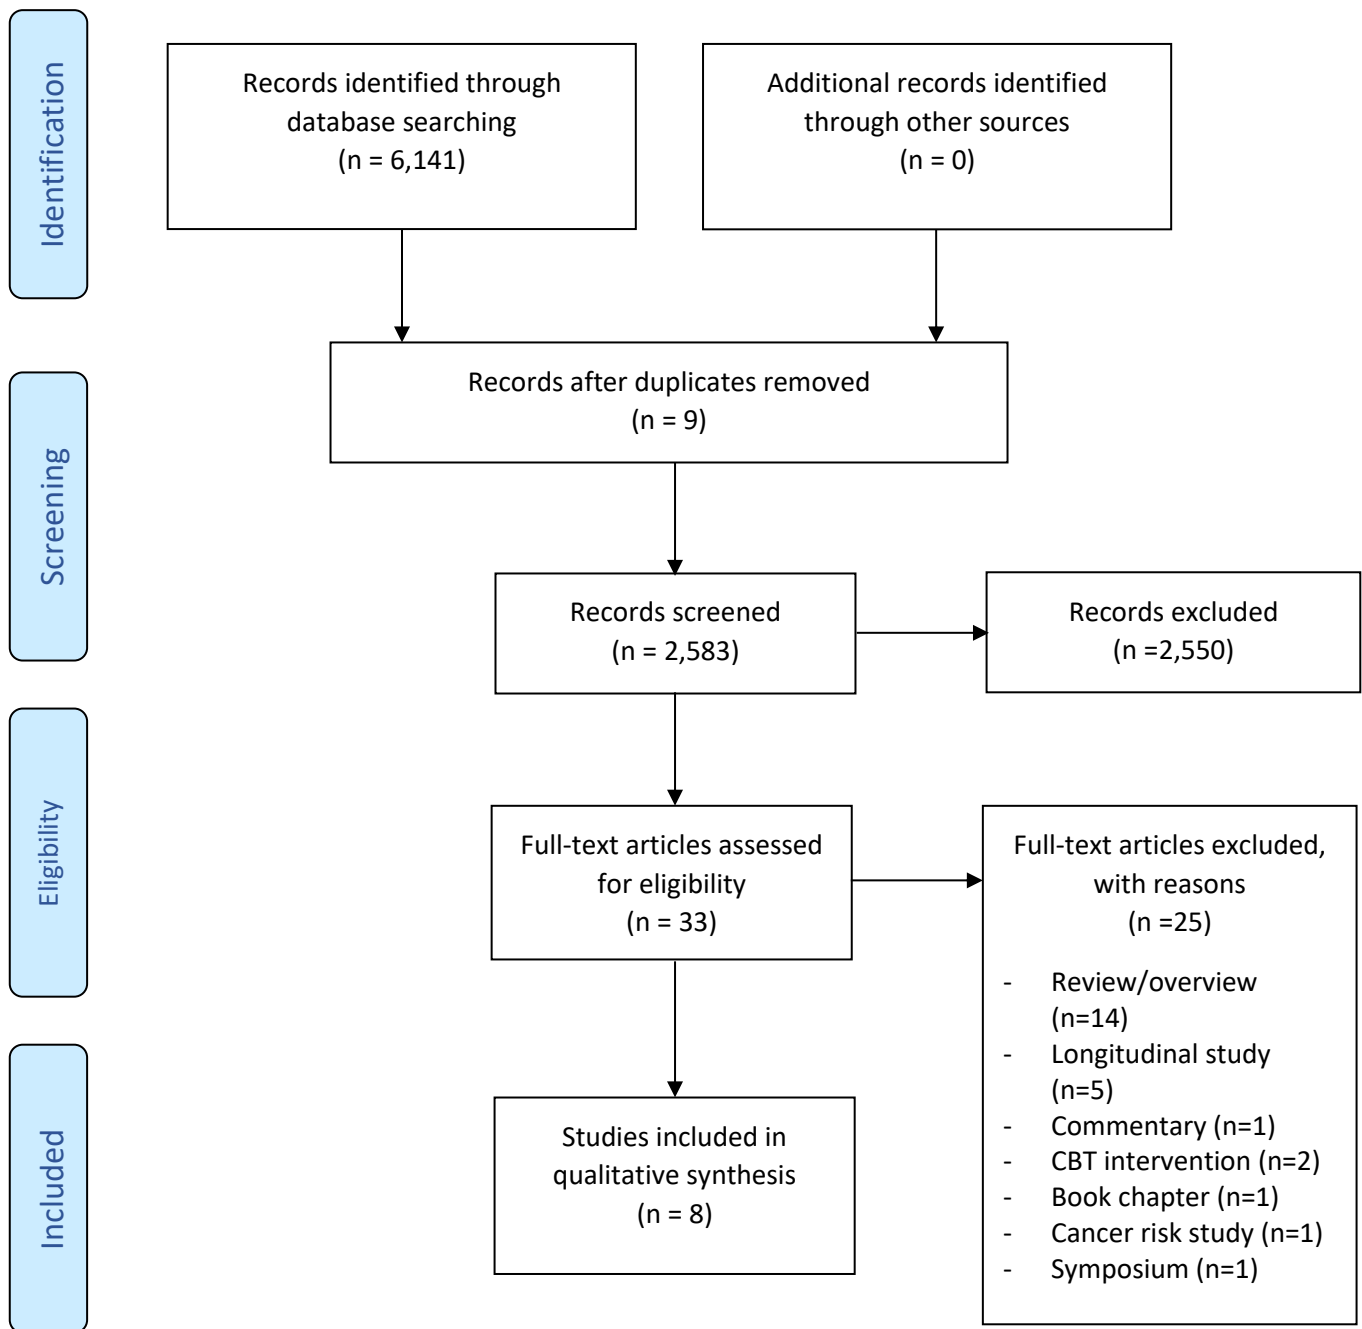 Identification
Records identified through
database searching
(n = 6,141)
Additional records identified
through other sources
(n = 0)
Screening
Records after duplicates removed
(n = 9)
Records screened
(n = 2,583)
Records excluded
(n =2,550)
Eligibility
Full-text articles assessed
for eligibility
(n = 33)
Full-text articles excluded,
with reasons
(n =25)
- Review/overview
(n=14)
- Longitudinal study
(n=5)
- Commentary (n=1)
- CBT intervention (n=2)
- Book chapter (n=1)
- Cancer risk study (n=1)
- Symposium (n=1)
Included
Studies included in
qualitative synthesis
(n = 8)